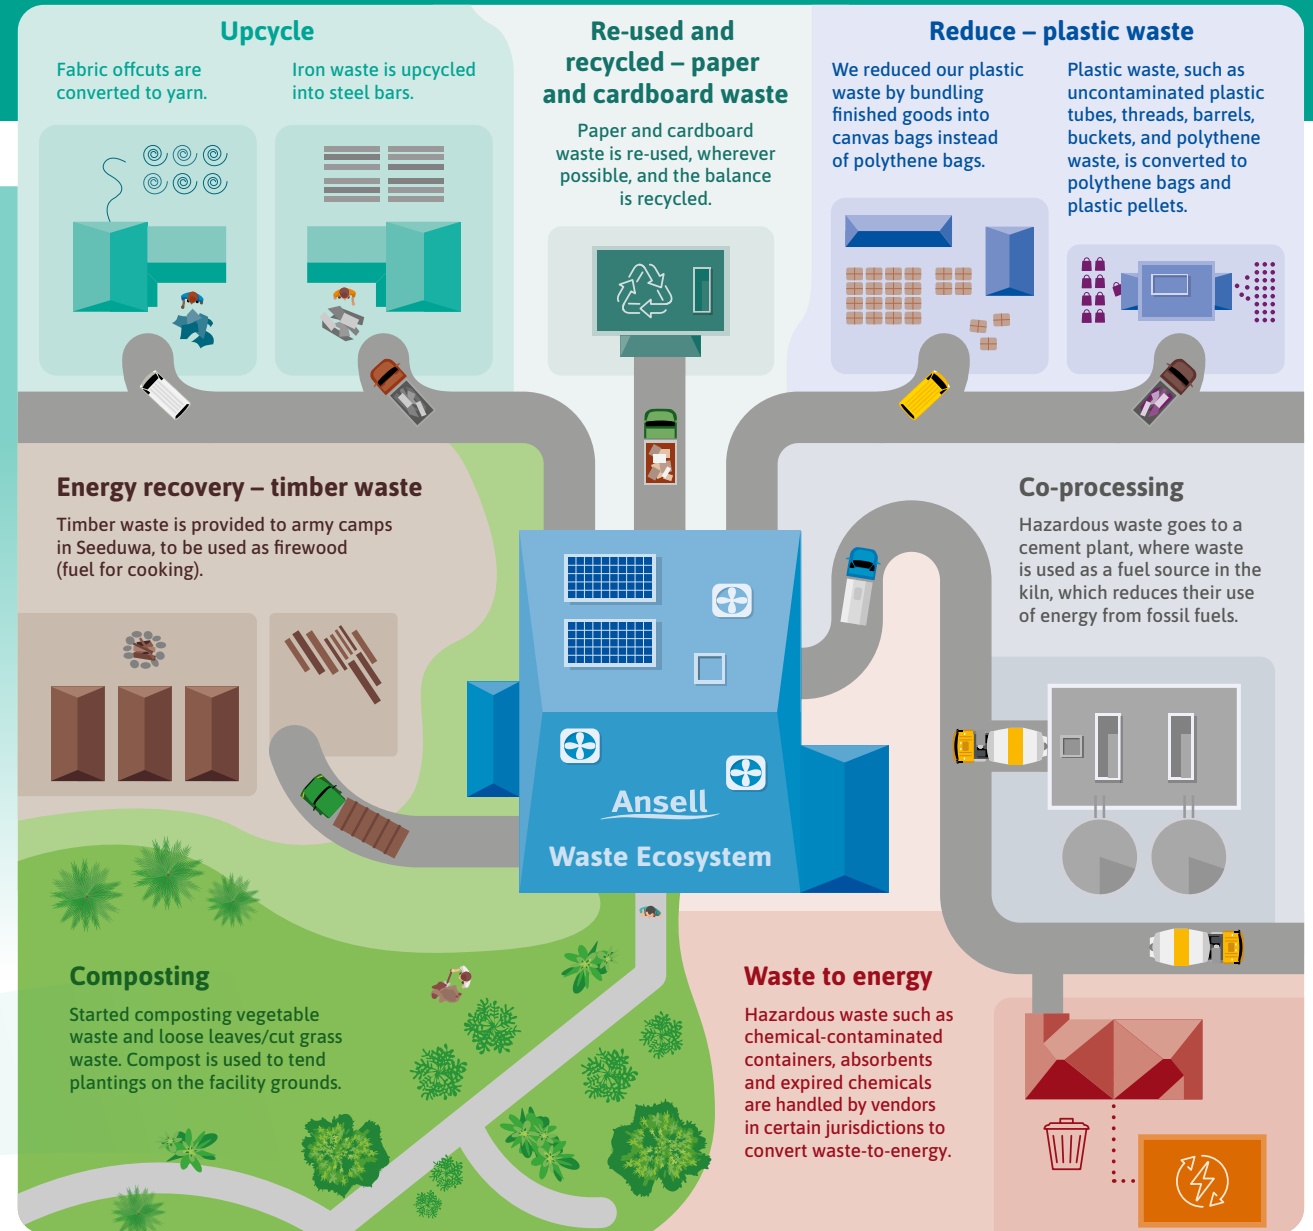 Upcycle
Fabric offcuts are
converted to yarn.
Iron waste is upcycled
into steel bars.
Re-used and
recycled – paper
and cardboard waste
Paper and cardboard
waste is re-used, wherever
possible, and the balance
is recycled.
Reduce – plastic waste
We reduced our plastic
waste by bundling
finished goods into
canvas bags instead
of polythene bags.
Plastic waste, such as
uncontaminated plastic
tubes, threads, barrels,
buckets, and polythene
waste, is converted to
polythene bags and
plastic pellets.
Energy recovery – timber waste
Timber waste is provided to army camps
in Seeduwa, to be used as firewood
(fuel for cooking).
Co-processing
Hazardous waste goes to a
cement plant, where waste
is used as a fuel source in the
kiln, which reduces their use
of energy from fossil fuels.
Ansell
Waste Ecosystem
Composting
Started composting vegetable
waste and loose leaves/cut grass
waste. Compost is used to tend
plantings on the facility grounds.
Waste to energy
Hazardous waste such as
chemical-contaminated
containers, absorbents
and expired chemicals
are handled by vendors
in certain jurisdictions to
convert waste-to-energy.